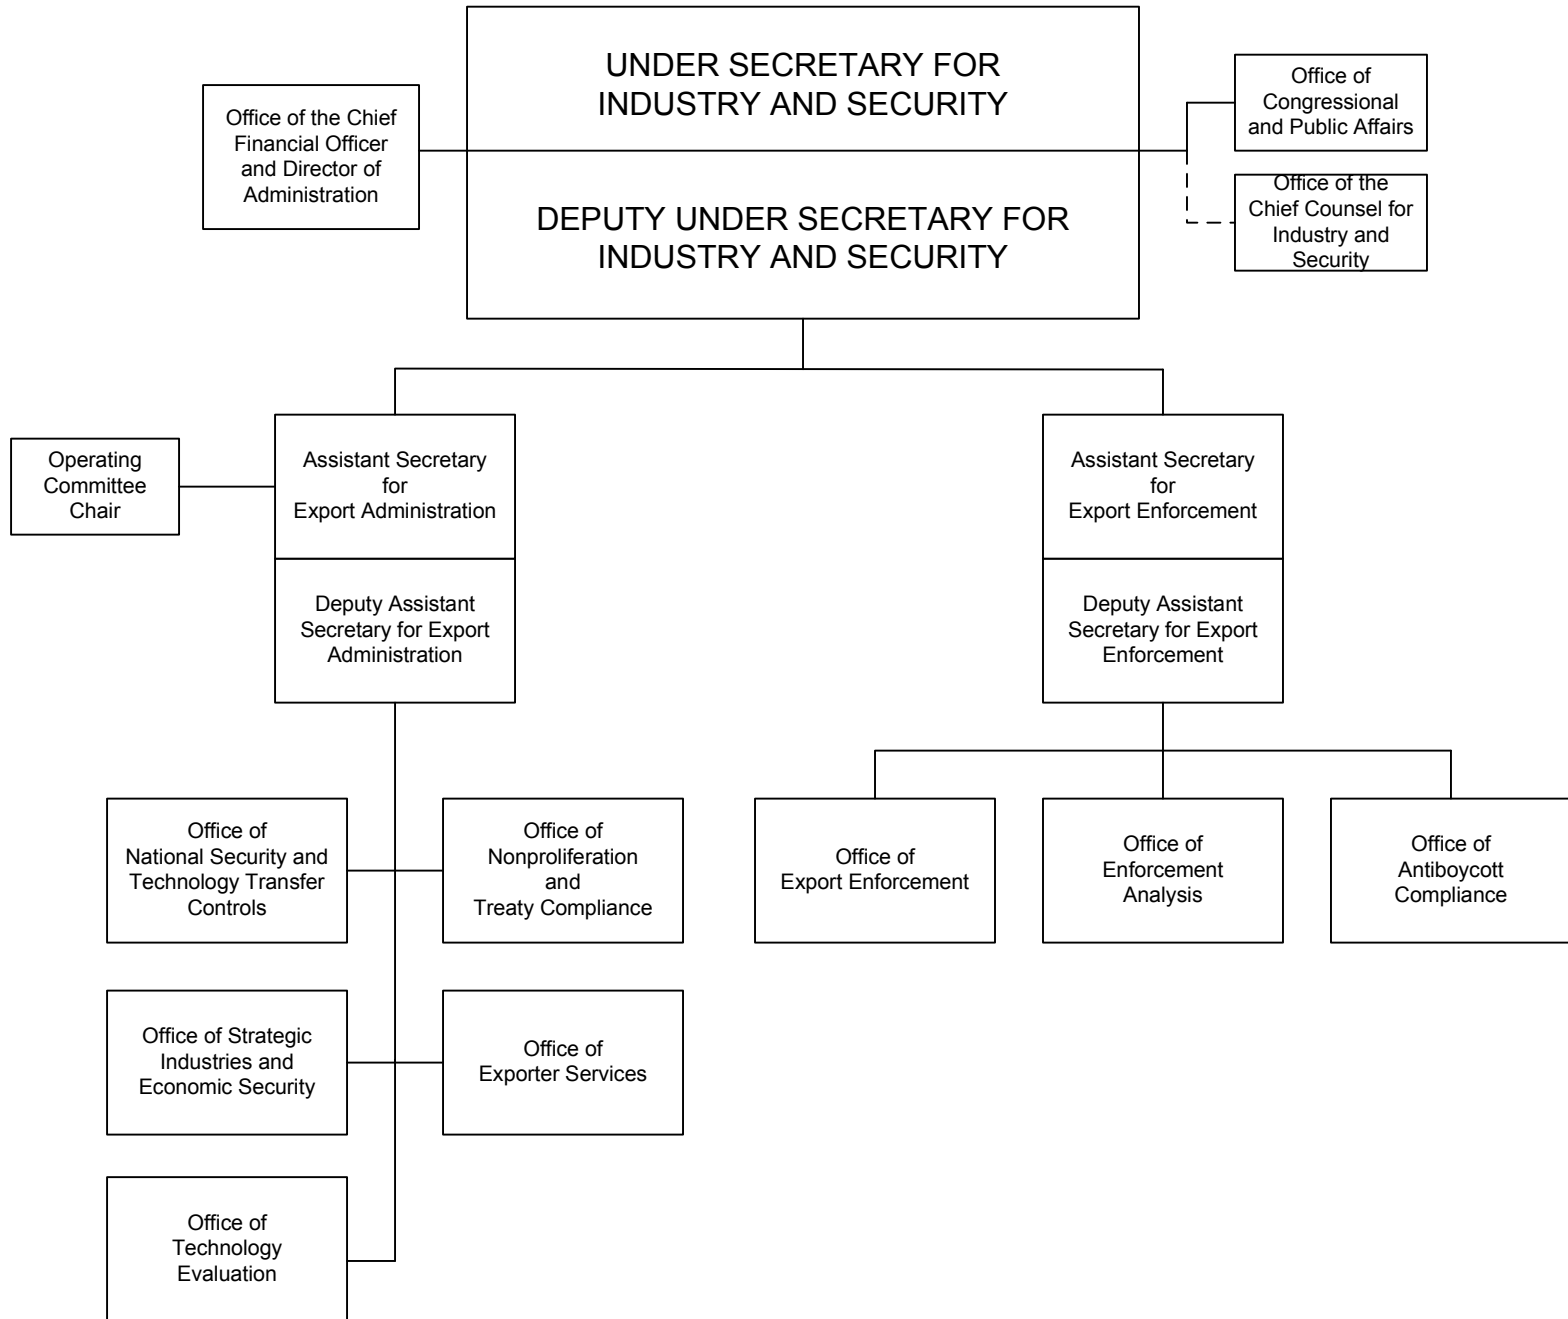 UNDER SECRETARY FOR
INDUSTRY AND SECURITY
Office of the Chief
Financial Officer
and Director of
Administration
Office of
Congressional
and Public Affairs
DEPUTY UNDER SECRETARY FOR
INDUSTRY AND SECURITY
Office of the
Chief Counsel for
Industry and
Security
Operating
Committee
Chair
Assistant Secretary
for
Export Administration
Assistant Secretary
for
Export Enforcement
Deputy Assistant
Secretary for Export
Administration
Deputy Assistant
Secretary for Export
Enforcement
Office of
National Security and
Technology Transfer
Controls
Office of
Nonproliferation
and
Treaty Compliance
Office of
Export Enforcement
Office of
Enforcement
Analysis
Office of
Antiboycott
Compliance
Office of Strategic
Industries and
Economic Security
Office of
Exporter Services
Office of
Technology
Evaluation